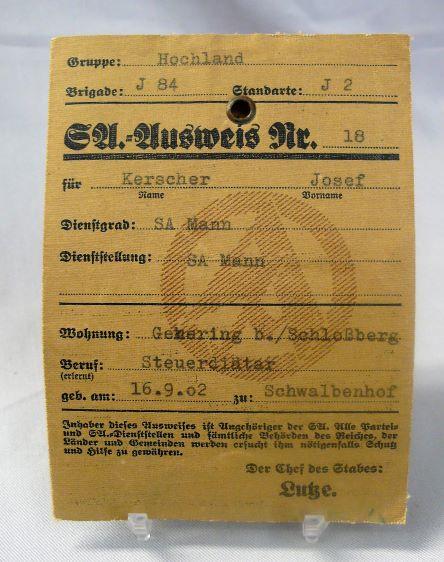 Gruppe: Hochland
Brigade: J 84 Standarte: J 2
SA.-Ausweis Nr. 18
für Kerscher Josef
Name Vorname
Dienstgrad: SA Mann
Dienststellung: SA Mann
Wohnung: Gehering b./Schloßberg
Beruf: Steuerdiätar
(erlernt)
geb. am: 16.9.02 zu: Schwalbenhof
Inhaber dieses Ausweises ist Angehöriger der SA. Alle Partei-
und SA.-Dienststellen und sämtliche Behörden des Reiches, der
Länder und Gemeinden werden ersucht ihm nötigenfalls Schutz
und Hilfe zu gewähren.
Der Chef des Stabes:
Lutze.